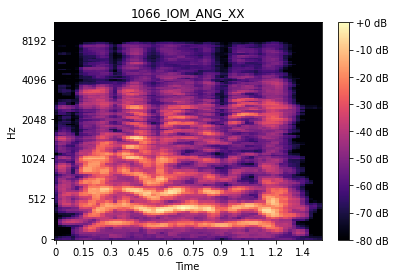 1066_IOM_ANG_XX
+0 dB
8192
-10 dB
4096
-20 dB
-30 dB
2048
Hz
-40 dB
1024
-50 dB
512
-60 dB
-70 dB
0
-80 dB
0 0.15 0.3 0.45 0.6 0.75 0.9 1.1 1.2 1.4
Time